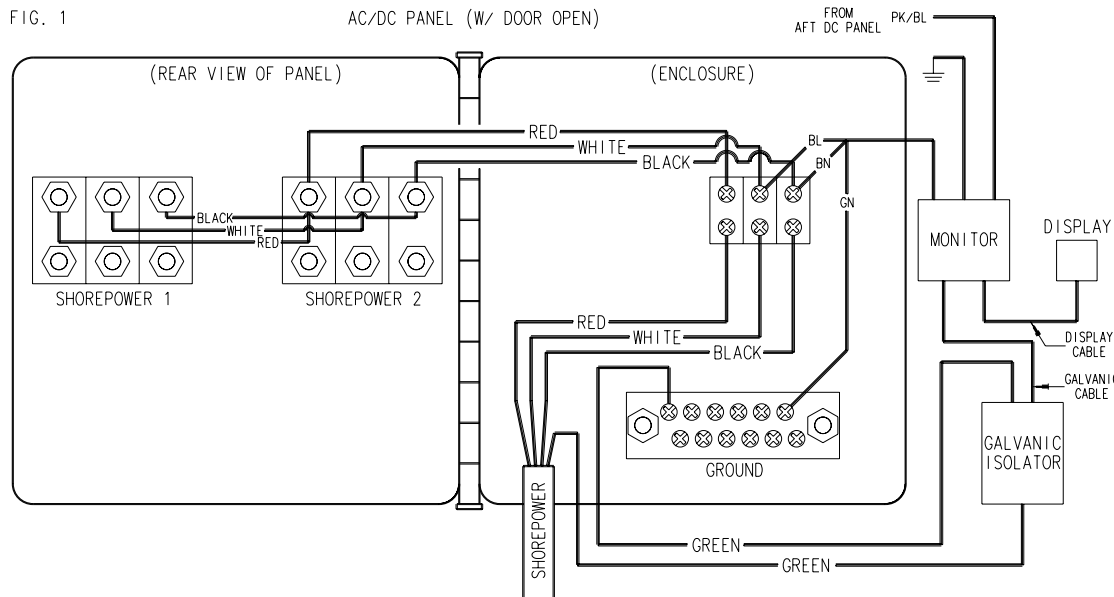 FIG. 1
AC/DC PANEL (W/ DOOR OPEN)
FROM
AFT DC PANEL
PK/BL
(REAR VIEW OF PANEL)
(ENCLOSURE)
RED
WHITE
BLACK
BL
BN
GN
BLACK
WHITE
RED
SHOREPOWER 1
SHOREPOWER 2
MONITOR
DISPLAY
RED
WHITE
BLACK
DISPLAY
CABLE
GALVANIC
CABLE
GALVANIC
ISOLATOR
GROUND
SHOREPOWER
GREEN
GREEN